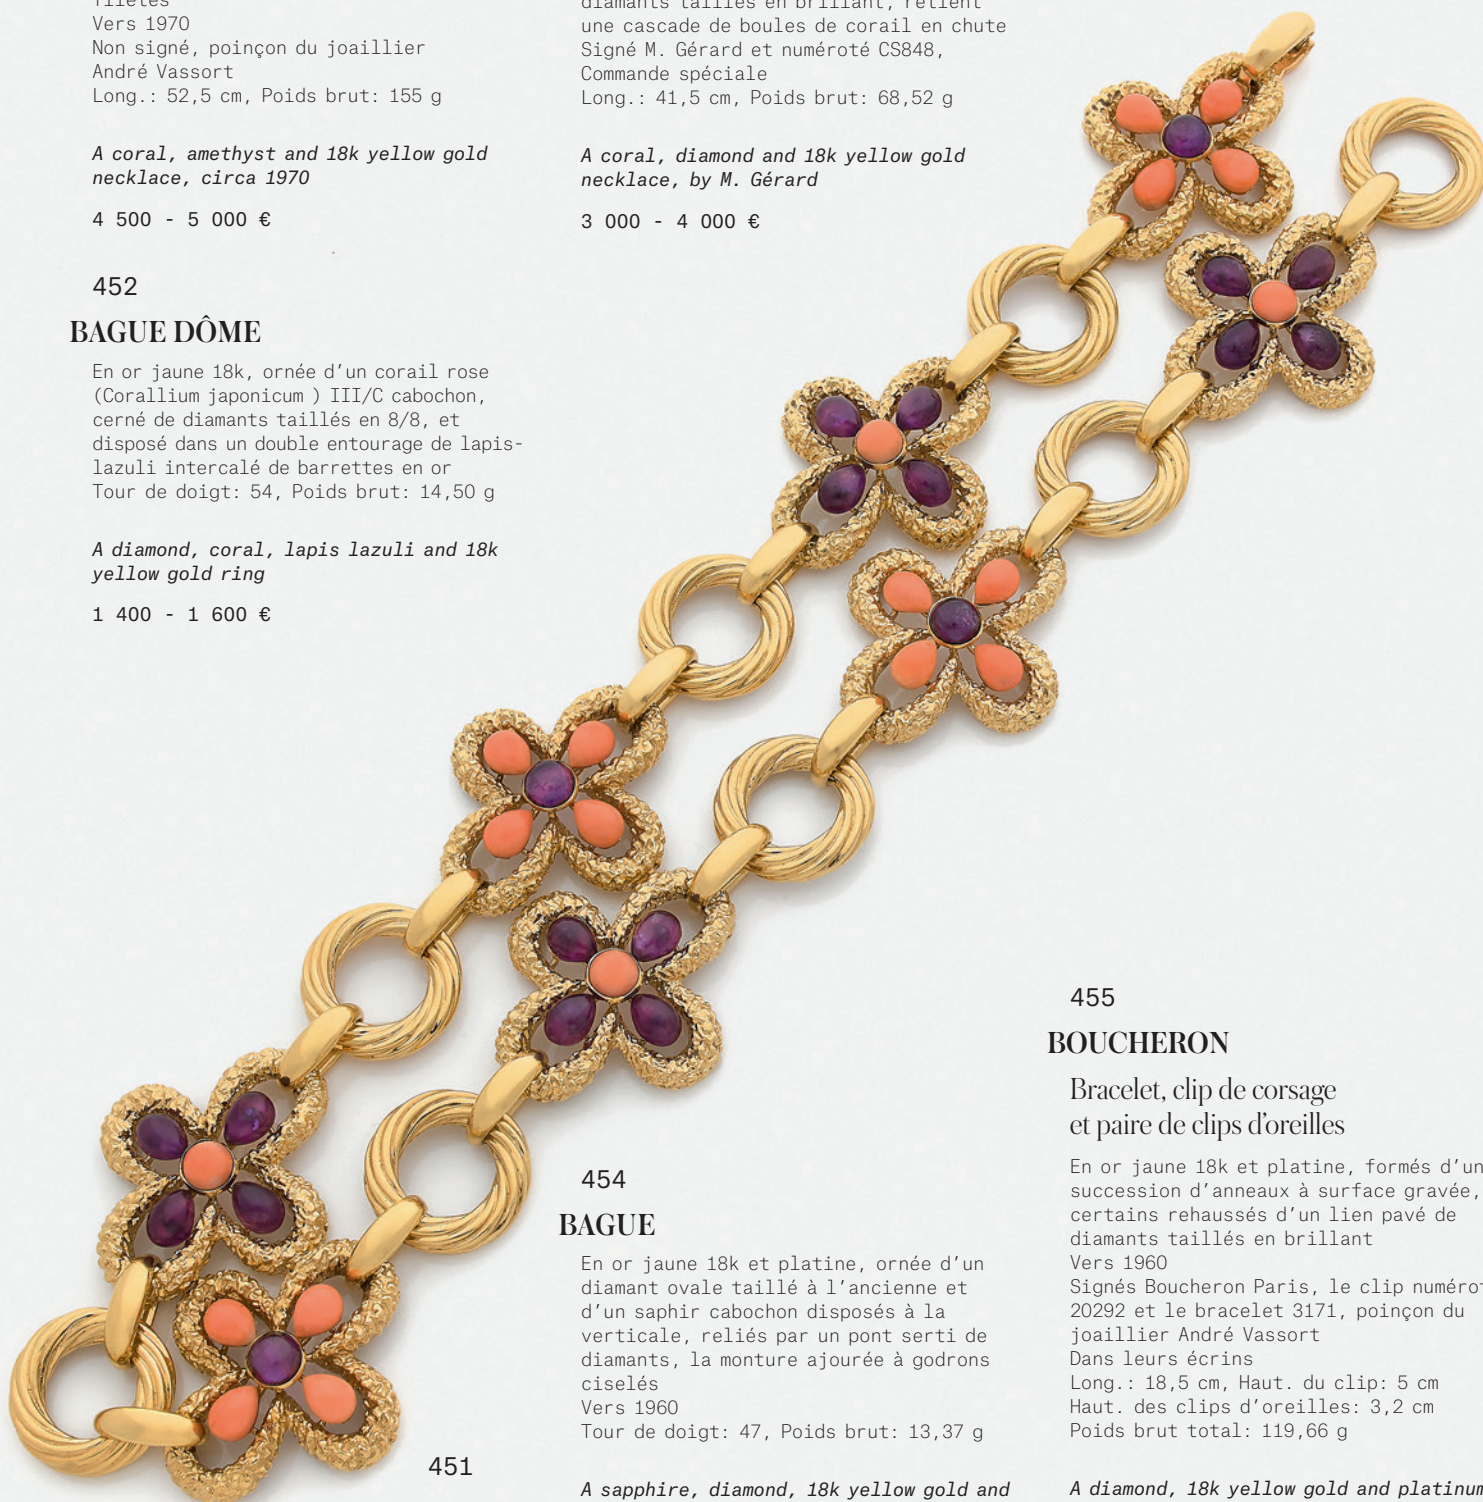 filetés
Vers 1970
Non signé, poinçon du joaillier
André Vassort
Long.: 52,5 cm, Poids brut: 155 g
A coral, amethyst and 18k yellow gold
necklace, circa 1970
4 500 - 5 000 €
452
BAGUE DÔME
En or jaune 18k, ornée d'un corail rose
(Corallium japonicum ) III/C cabochon,
cerné de diamants taillés en 8/8, et
disposé dans un double entourage de lapis-
lazuli intercalé de barrettes en or
Tour de doigt: 54, Poids brut: 14,50 g
A diamond, coral, lapis lazuli and 18k
yellow gold ring
1 400 - 1 600 €
diamants taillés en brillant, retient
une cascade de boules de corail en chute
Signé M. Gérard et numéroté CS848,
Commande spéciale
Long.: 41,5 cm, Poids brut: 68,52 g
A coral, diamond and 18k yellow gold
necklace, by M. Gérard
3 000 - 4 000 €
451
454
BAGUE
En or jaune 18k et platine, ornée d'un
diamant ovale taillé à l'ancienne et
d'un saphir cabochon disposés à la
verticale, reliés par un pont serti de
diamants, la monture ajourée à godrons
ciselés
Vers 1960
Tour de doigt: 47, Poids brut: 13,37 g
A sapphire, diamond, 18k yellow gold and
455
BOUCHERON
Bracelet, clip de corsage
et paire de clips d'oreilles
En or jaune 18k et platine, formés d'un
succession d'anneaux à surface gravée,
certains rehaussés d'un lien pavé de
diamants taillés en brillant
Vers 1960
Signés Boucheron Paris, le clip numérot
20292 et le bracelet 3171, poinçon du
joaillier André Vassort
Dans leurs écrins
Long.: 18,5 cm, Haut. du clip: 5 cm
Haut. des clips d'oreilles: 3,2 cm
Poids brut total: 119,66 g
A diamond, 18k yellow gold and platinum